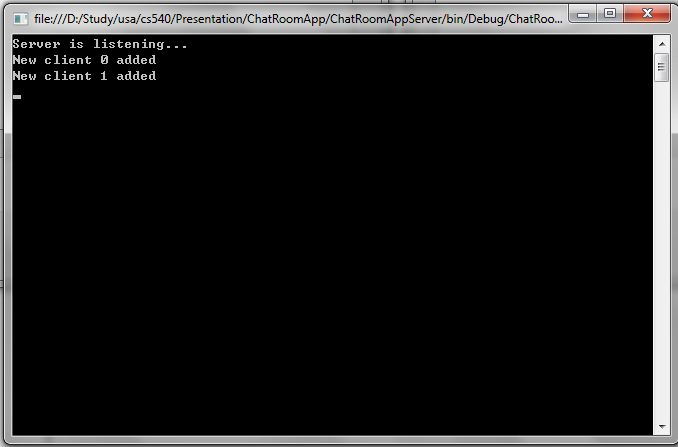 file:///D:/Study/usa/cs540/Presentation/ChatRoomApp/ChatRoomAppServer/bin/Debug/ChatRoo...
Server is listening...
New client 0 added
New client 1 added